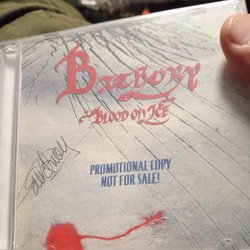 BATHORY
BLOOD ON ICE
PROMOTIONAL COPY
NOT FOR SALE!